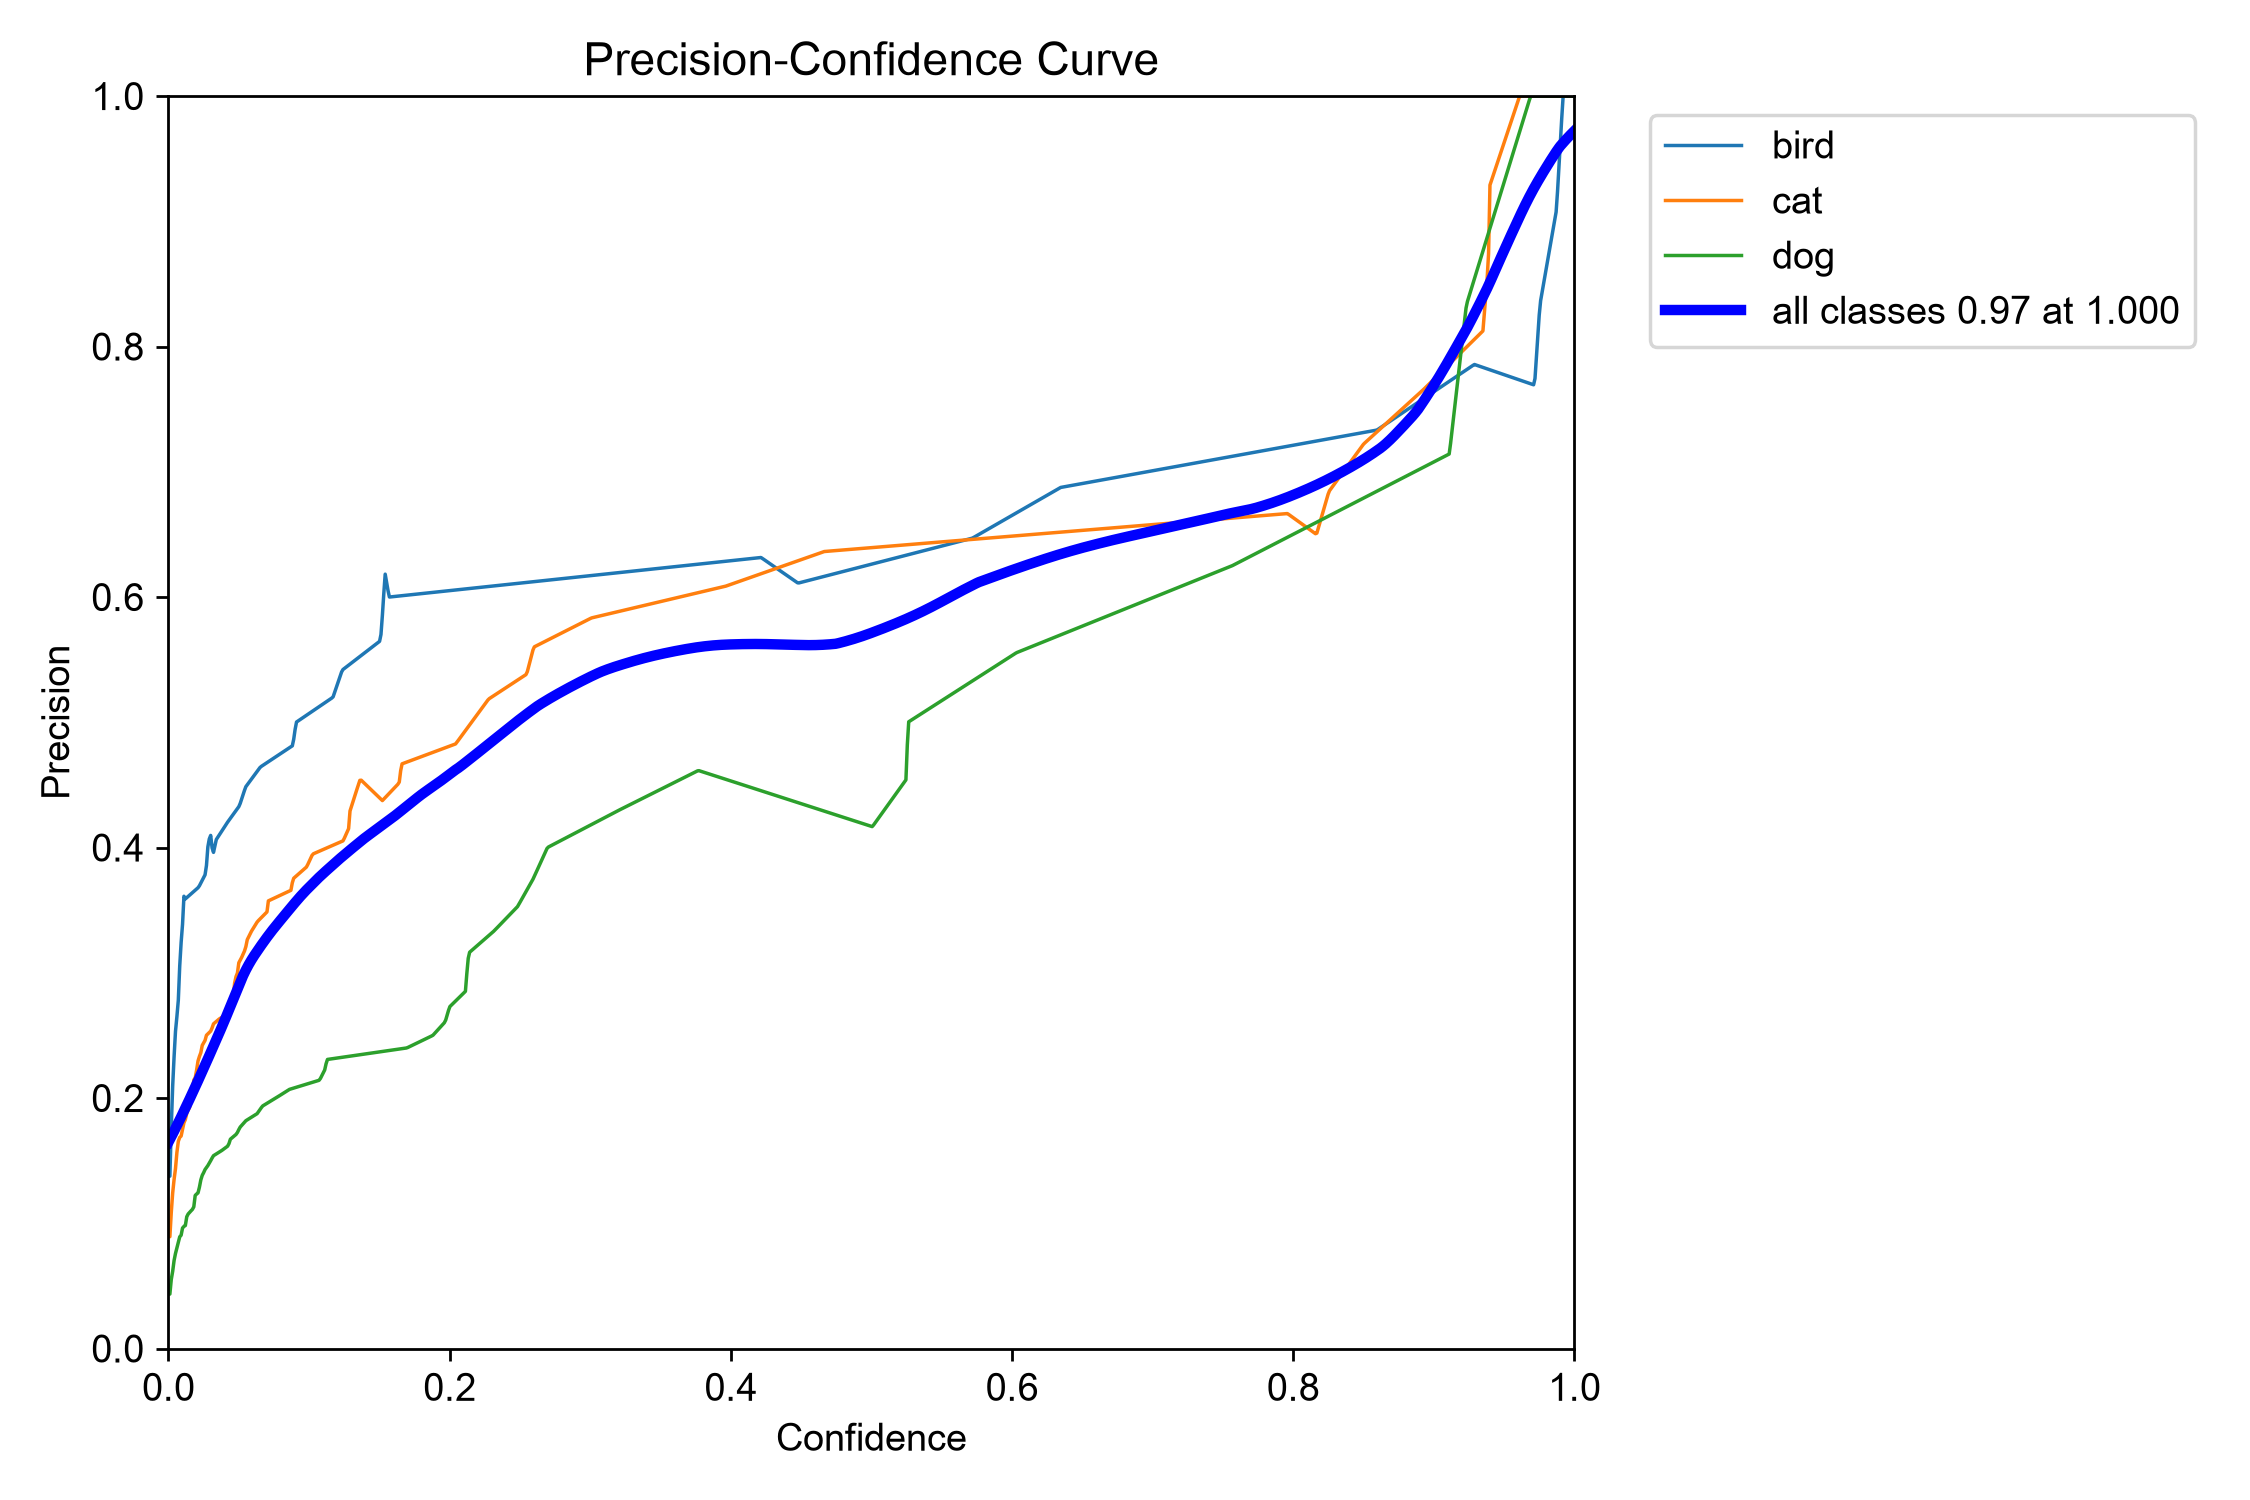 Precision-Confidence Curve
1.0
0.8
0.6
0.4
0.2
0.0
Precision
0.0 0.2 0.4 0.6 0.8 1.0
Confidence
bird
cat
dog
all classes 0.97 at 1.000